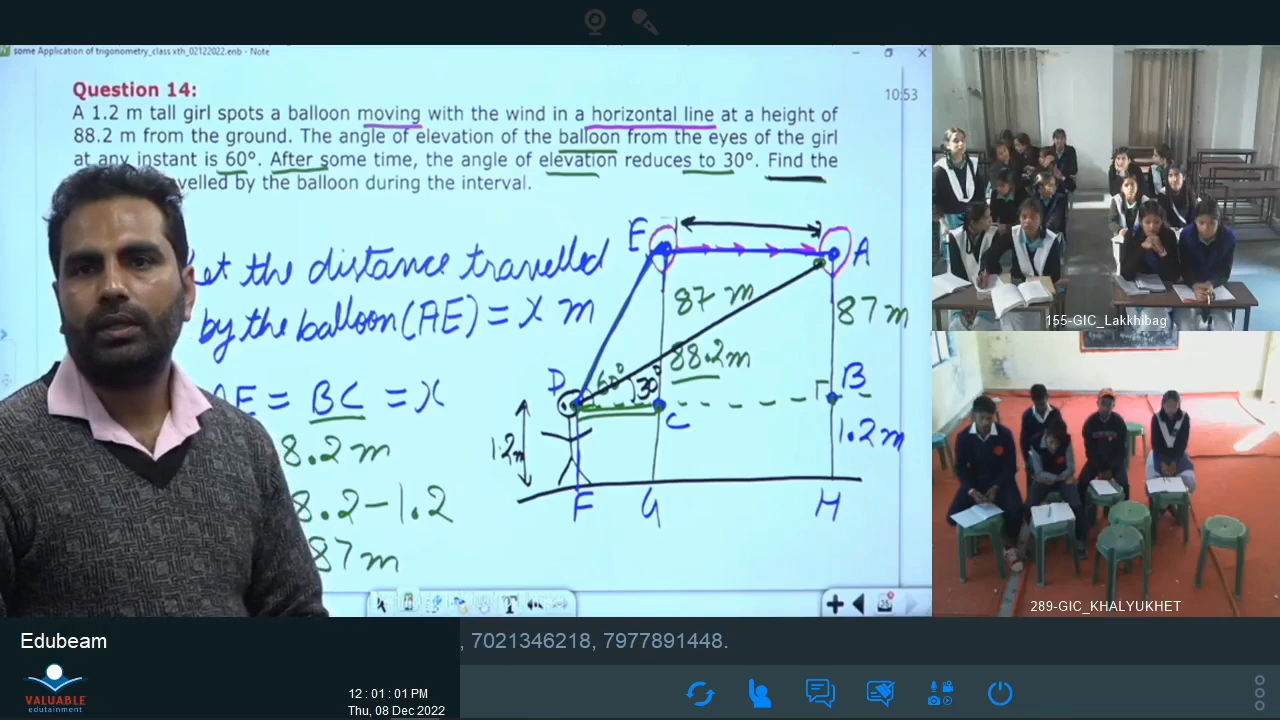 some Application of trigonometry_class xth_02122022.enb - Note
Question 14:
10:53
A 1.2 m tall girl spots a balloon moving with the wind in a horizontal line at a height of
88.2 m from the ground. The angle of elevation of the balloon from the eyes of the girl
at any instant is 60°. After some time, the angle of elevation reduces to 30°. Find the
velled by the balloon during the interval.
et the distance travelled
by the balloon (AE) = x m
E = BC = x
8.2 m
8.2 - 1.2
87 m
E
A
87 m
87 m
88.2 m
D
60°
30°
C
B
1.2 m
1.2 m
F
G
H
155-GIC_Lakkhibag
289-GIC_KHALYUKHET
Edubeam
, 7021346218, 7977891448.
VALUABLE
edutainment
12 : 01 : 01 PM
Thu, 08 Dec 2022